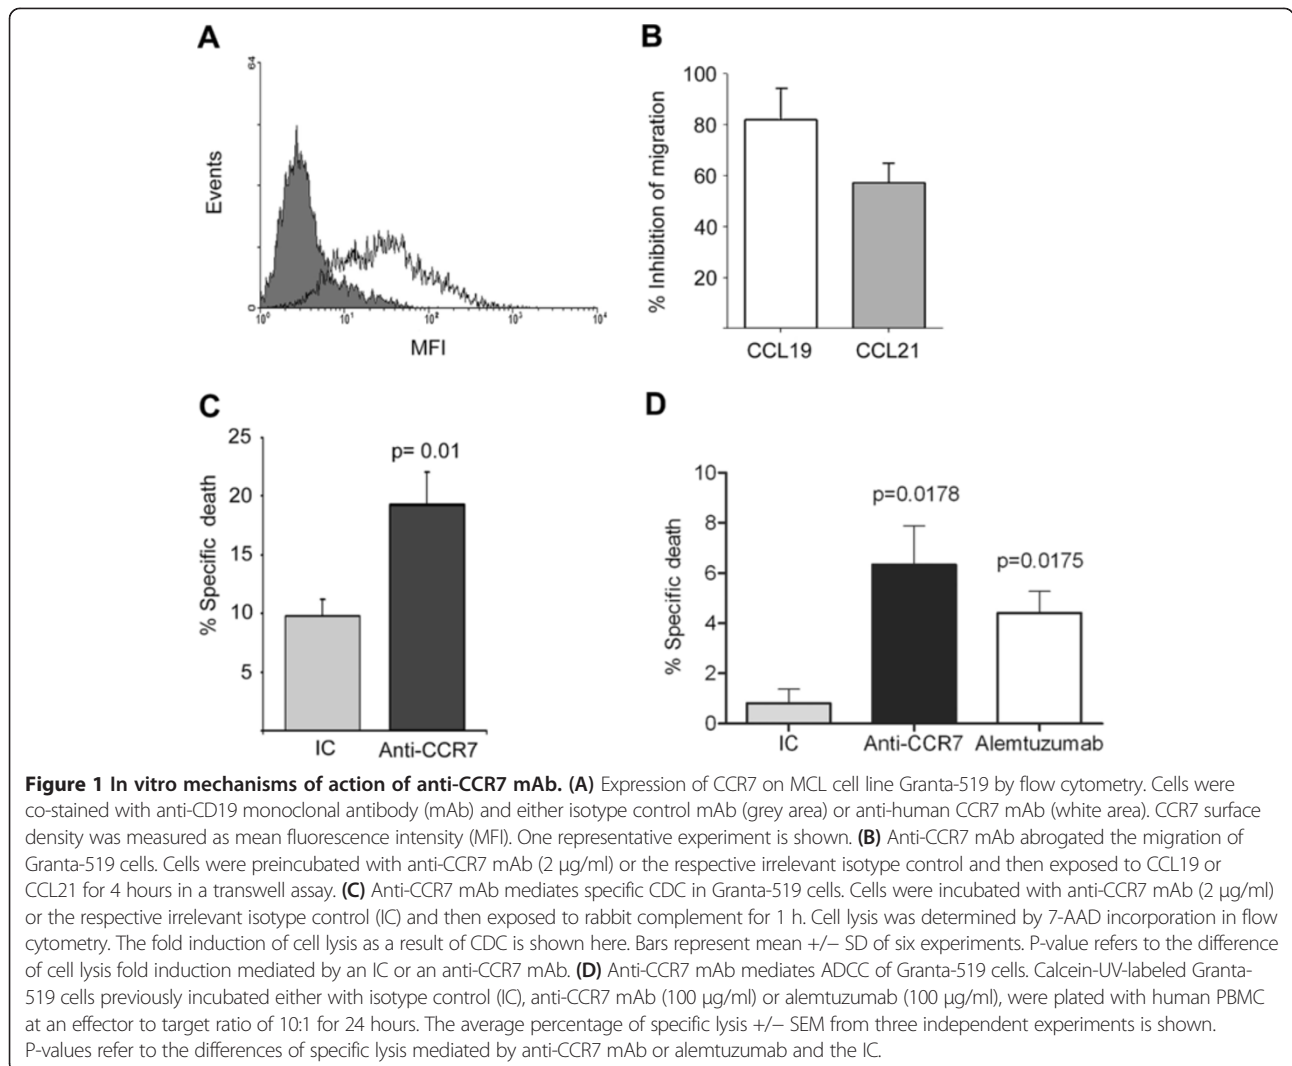 A
64
Events
0
10⁰ 10¹ 10² 10³ 10⁴
MFI
B
% Inhibition of migration
100
80
60
40
20
CCL19 CCL21
C
% Specific death
25
20
15
10
5
p= 0.01
IC Anti-CCR7
D
% Specific death
10
8
6
4
2
0
p=0.0178
p=0.0175
IC Anti-CCR7 Alemtuzumab
Figure 1 In vitro mechanisms of action of anti-CCR7 mAb. (A) Expression of CCR7 on MCL cell line Granta-519 by flow cytometry. Cells were
co-stained with anti-CD19 monoclonal antibody (mAb) and either isotype control mAb (grey area) or anti-human CCR7 mAb (white area). CCR7 surface
density was measured as mean fluorescence intensity (MFI). One representative experiment is shown. (B) Anti-CCR7 mAb abrogated the migration of
Granta-519 cells. Cells were preincubated with anti-CCR7 mAb (2 μg/ml) or the respective irrelevant isotype control and then exposed to CCL19 or
CCL21 for 4 hours in a transwell assay. (C) Anti-CCR7 mAb mediates specific CDC in Granta-519 cells. Cells were incubated with anti-CCR7 mAb (2 μg/ml)
or the respective irrelevant isotype control (IC) and then exposed to rabbit complement for 1 h. Cell lysis was determined by 7-AAD incorporation in flow
cytometry. The fold induction of cell lysis as a result of CDC is shown here. Bars represent mean +/− SD of six experiments. P-value refers to the difference
of cell lysis fold induction mediated by an IC or an anti-CCR7 mAb. (D) Anti-CCR7 mAb mediates ADCC of Granta-519 cells. Calcein-UV-labeled Granta-
519 cells previously incubated either with isotype control (IC), anti-CCR7 mAb (100 μg/ml) or alemtuzumab (100 μg/ml), were plated with human PBMC
at an effector to target ratio of 10:1 for 24 hours. The average percentage of specific lysis +/− SEM from three independent experiments is shown.
P-values refer to the differences of specific lysis mediated by anti-CCR7 mAb or alemtuzumab and the IC.